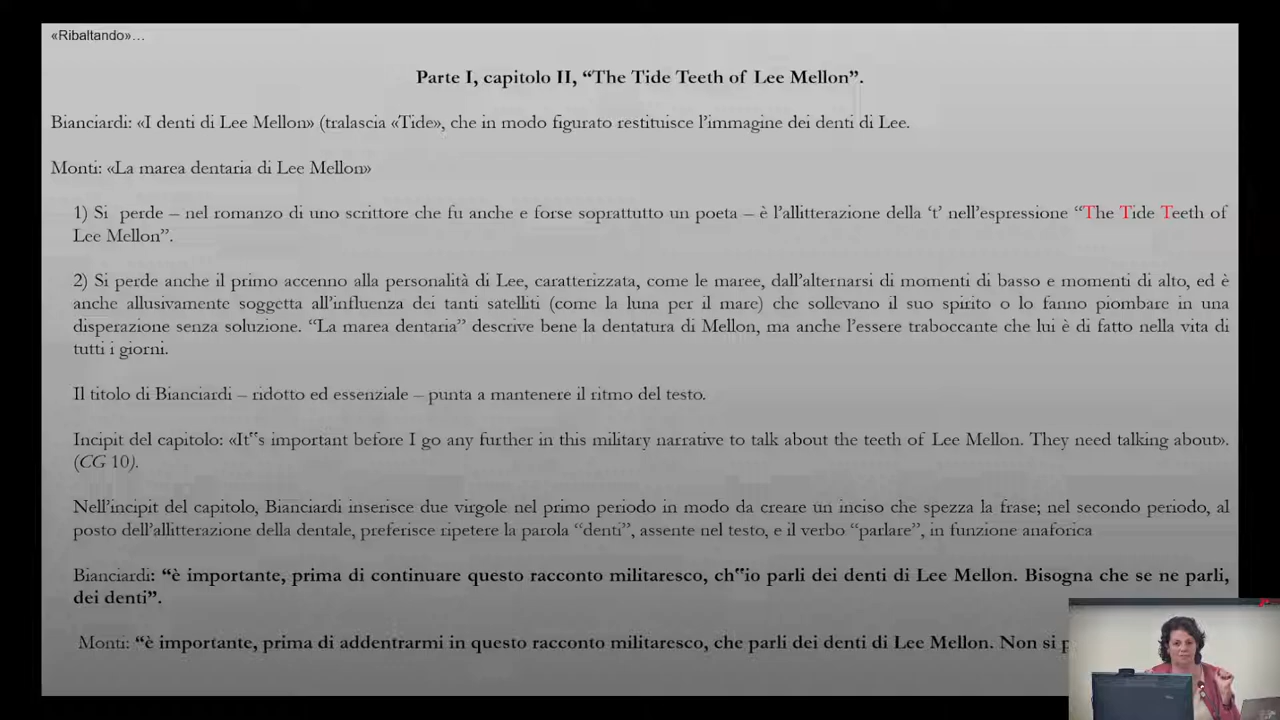 «Ribaltando»…
Parte I, capitolo II, “The Tide Teeth of Lee Mellon”.
Bianciardi: «I denti di Lee Mellon» (tralascia «Tide», che in modo figurato restituisce l’immagine dei denti di Lee.
Monti: «La marea dentaria di Lee Mellon»
1) Si perde – nel romanzo di uno scrittore che fu anche e forse soprattutto un poeta – è l’allitterazione della ‘t’ nell’espressione “The Tide Teeth of
Lee Mellon”.
2) Si perde anche il primo accenno alla personalità di Lee, caratterizzata, come le maree, dall’alternarsi di momenti di basso e momenti di alto, ed è
anche allusivamente soggetta all’influenza dei tanti satelliti (come la luna per il mare) che sollevano il suo spirito o lo fanno piombare in una
disperazione senza soluzione. “La marea dentaria” descrive bene la dentatura di Mellon, ma anche l’essere traboccante che lui è di fatto nella vita di
tutti i giorni.
Il titolo di Bianciardi – ridotto ed essenziale – punta a mantenere il ritmo del testo.
Incipit del capitolo: «It‟s important before I go any further in this military narrative to talk about the teeth of Lee Mellon. They need talking about».
(CG 10).
Nell’incipit del capitolo, Bianciardi inserisce due virgole nel primo periodo in modo da creare un inciso che spezza la frase; nel secondo periodo, al
posto dell’allitterazione della dentale, preferisce ripetere la parola “denti”, assente nel testo, e il verbo “parlare”, in funzione anaforica
Bianciardi: “è importante, prima di continuare questo racconto militaresco, ch‟io parli dei denti di Lee Mellon. Bisogna che se ne parli,
dei denti”.
Monti: “è importante, prima di addentrarmi in questo racconto militaresco, che parli dei denti di Lee Mellon. Non si